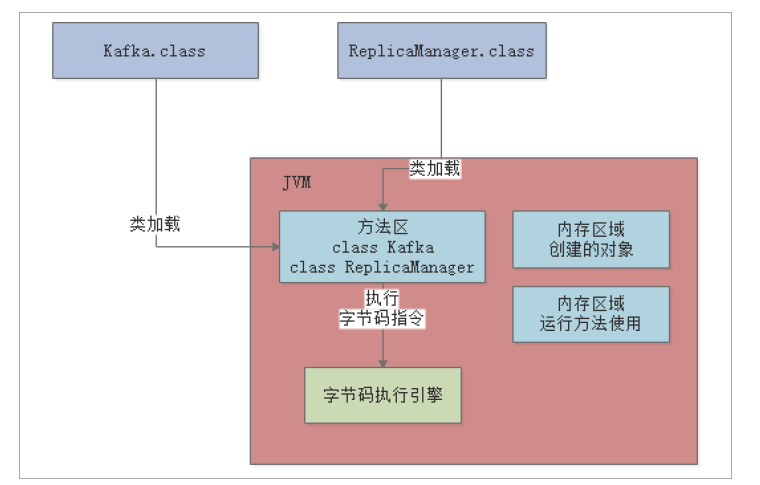 Kafka.class
ReplicaManager.class
类加载
JVM
类加载
方法区
class Kafka
class ReplicaManager
内存区域
创建的对象
执行
字节码指令
内存区域
运行方法使用
字节码执行引擎